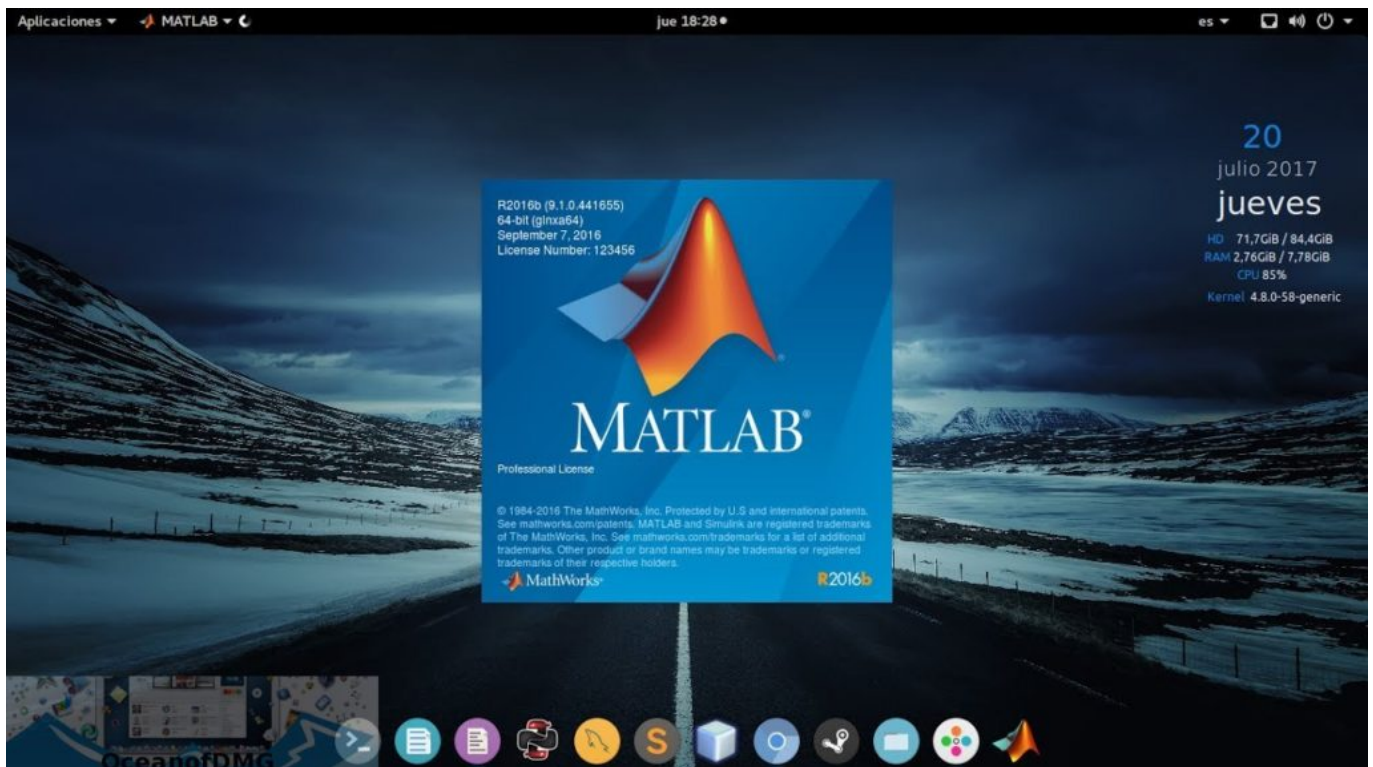 Aplicaciones
MATLAB
jue 18:28
es
20
julio 2017
jueves
HD 71,7GiB / 84,4GiB
RAM 2,76GiB / 7,78GiB
CPU 85%
Kernel 4.8.0-58-generic
R2016b (9.1.0.441655)
64-bit (glnxa64)
September 7, 2016
License Number: 123456
MATLAB®
Professional License
© 1984-2016 The MathWorks, Inc. Protected by U.S and international patents.
See mathworks.com/patents. MATLAB and Simulink are registered trademarks
of The MathWorks, Inc. See mathworks.com/trademarks for a list of additional
trademarks. Other product or brand names may be trademarks or registered
trademarks of their respective holders.
MathWorks®
R2016b
OceanofDMG
S